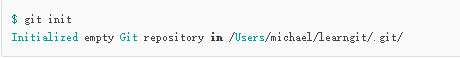 $ git init
Initialized empty Git repository in /Users/michael/learngit/.git/